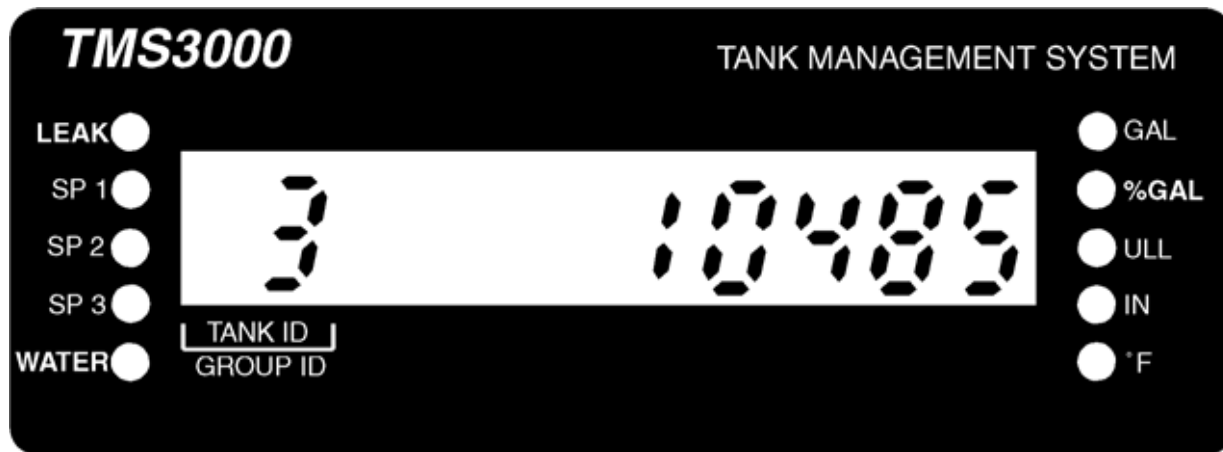 TMS3000
TANK MANAGEMENT SYSTEM
LEAK
GAL
SP 1
%GAL
3 10485
SP 2
ULL
SP 3
IN
TANK ID
WATER
GROUP ID
°F